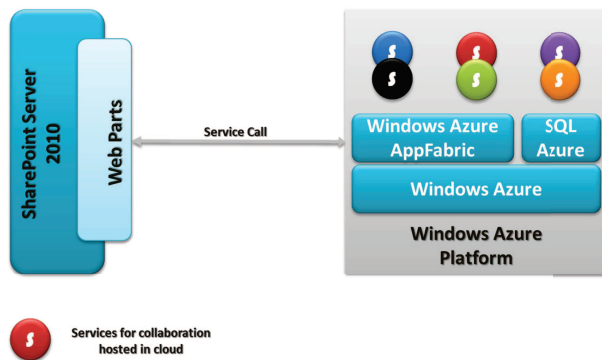 SharePoint Server
2010
Web Parts
Service Call
S S S
S S S
Windows Azure
AppFabric
SQL
Azure
Windows Azure
Windows Azure
Platform
S
Services for collaboration
hosted in cloud